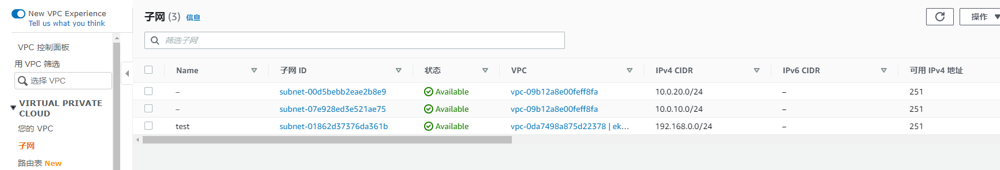 New VPC Experience
Tell us what you think
VPC 控制面板
用 VPC 筛选
选择 VPC
VIRTUAL PRIVATE
CLOUD
您的 VPC
子网
路由表 New
子网 (3) 信息
操作
筛选子网
Name 子网 ID 状态 VPC IPv4 CIDR IPv6 CIDR 可用 IPv4 地址
– subnet-00d5bebb2eae2b8e9 Available vpc-09b12a8e00feff8fa 10.0.20.0/24 – 251
– subnet-07e928ed3e521ae75 Available vpc-09b12a8e00feff8fa 10.0.10.0/24 – 251
test subnet-01862d37376da361b Available vpc-0da7498a875d22378 | ek... 192.168.0.0/24 – 251